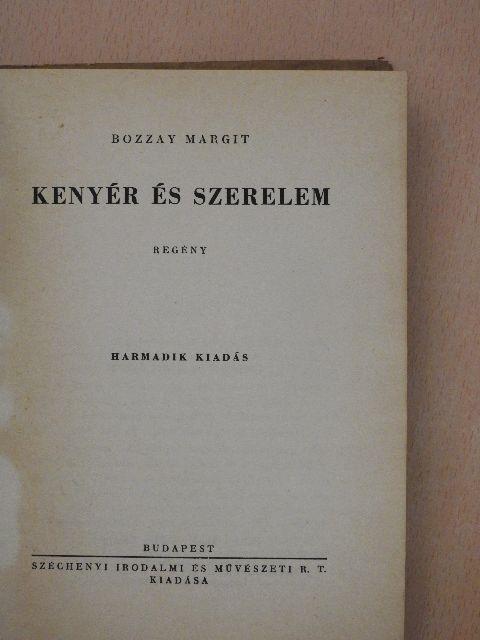 BOZZAY MARGIT
KENYÉR ÉS SZERELEM
REGÉNY
HARMADIK KIADÁS
BUDAPEST
SZÉCHENYI IRODALMI ÉS MŰVÉSZETI R. T.
KIADÁSA